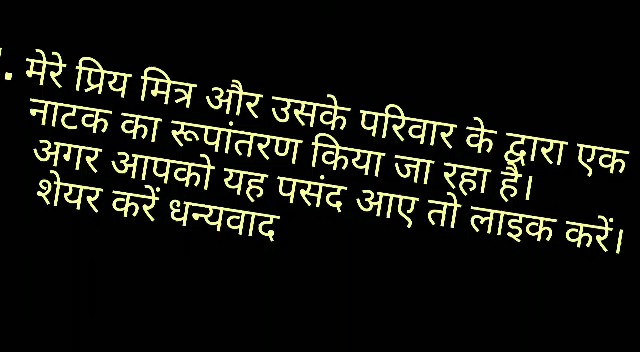 . मेरे प्रिय मित्र और उसके परिवार के द्वारा एक
नाटक का रूपांतरण किया जा रहा है।
अगर आपको यह पसंद आए तो लाइक करें।
शेयर करें धन्यवाद